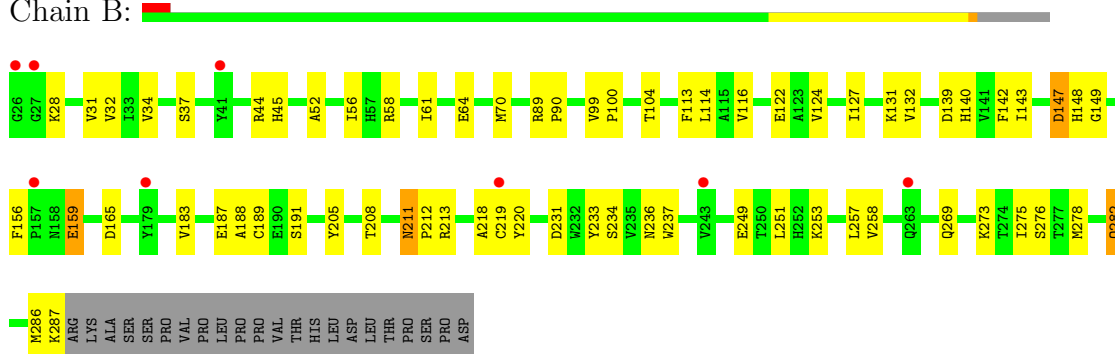 Chain B:
G26 G27 K28 V31 V32 I33 V34 S37 Y41 R44 H45 A52 I56 H57 R58 I61 E64 M70 R89 P90 V99 P100 T104 F113 L114 A115 V116 E122 A123 V124 I127 K131 V132 D139 H140 V141 F142 I143 D147 H148 G149
F156 P157 N158 E159 D165 Y179 V183 E187 A188 C189 E190 S191 Y205 T208 N211 P212 R213 A218 C219 Y220 D231 W232 Y233 S234 V235 N236 W237 V243 E249 T250 L251 H252 K253 L257 V258 Q263 Q269 K273 T274 I275 S276 T277 M278
M286 K287 ARG LYS ALA SER SER PRO VAL PRO LEU PRO PRO VAL THR HIS LEU ASP LEU THR PRO SER PRO ASP